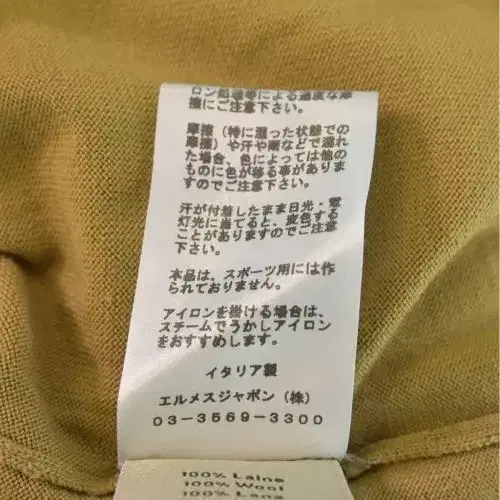 ロン処理等による過度な摩
擦にご注意下さい。
摩擦（特に湿った状態での
摩擦）や汗や雨などで濡れ
た場合、色によっては他の
ものに色が移る事がありま
すのでご注意下さい。
汗が付着したまま日光・電
灯光に当てると、変色する
ことがありますのでご注意
下さい。
本品は、スポーツ用には作
られておりません。
アイロンを掛ける場合は、
スチームでうかしアイロン
をおすすめします。
イタリア製
エルメスジャポン（株）
03-3569-3300
100% Laine
100% Wool
100% Lana